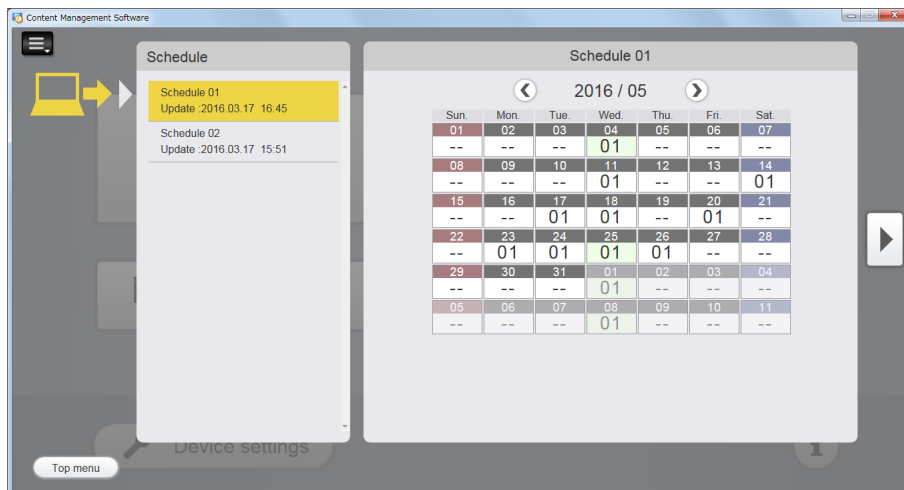 Content Management Software
Schedule
Schedule 01
Update :2016.03.17 16:45
Schedule 02
Update :2016.03.17 15:51
Schedule 01
2016 / 05
Sun. Mon. Tue. Wed. Thu. Fri. Sat.
01 02 03 04 05 06 07
-- -- -- 01 -- -- --
08 09 10 11 12 13 14
-- -- -- 01 -- -- 01
15 16 17 18 19 20 21
-- -- 01 01 -- 01 --
22 23 24 25 26 27 28
-- 01 01 01 01 -- --
29 30 31 01 02 03 04
-- -- -- 01 -- -- --
05 06 07 08 09 10 11
-- -- -- 01 -- -- --
Device settings
Top menu